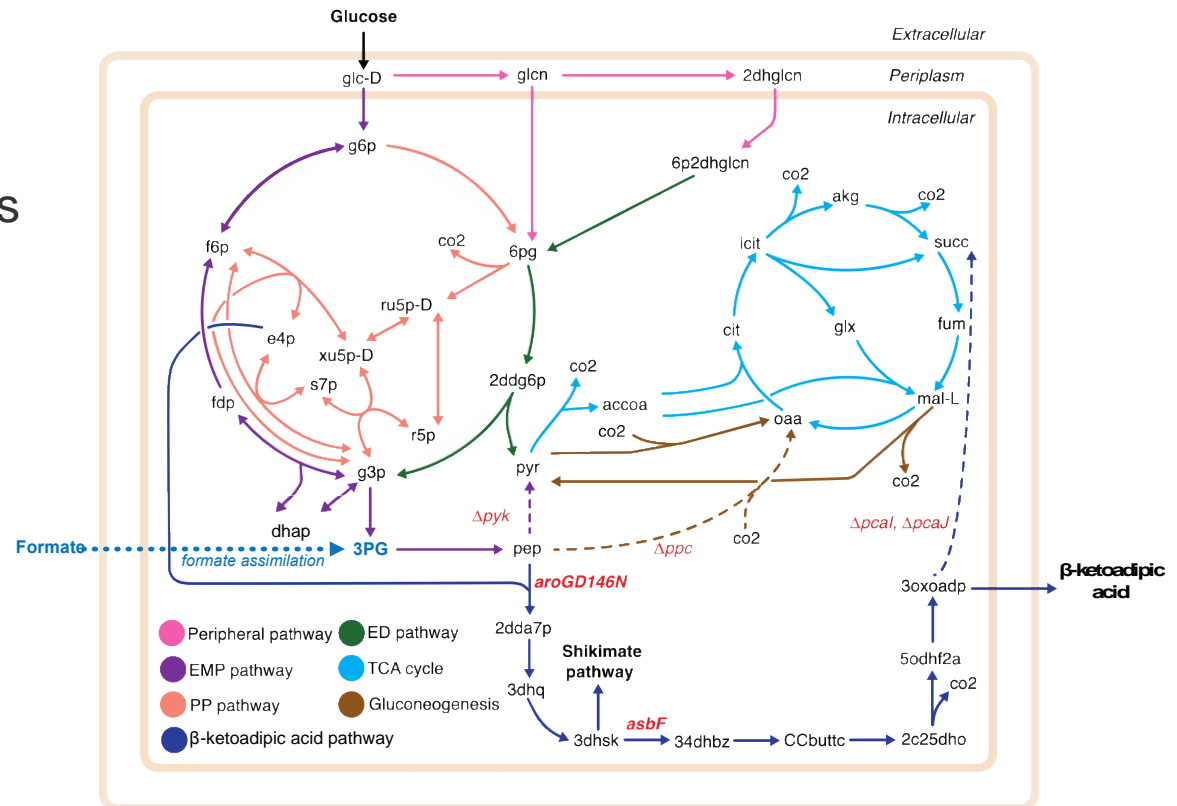 Glucose
Extracellular
glc-D
glcn
2dhglcn
Periplasm
Intracellular
g6p
6p2dhglcn
co2
akg
co2
s
f6p
co2
6pg
icit
succ
ru5p-D
e4p
xu5p-D
cit
glx
fum
s7p
2ddg6p
co2
fdp
accoa
mal-L
r5p
co2
oaa
g3p
pyr
co2
dhap
Δpyk
ΔpcaI, ΔpcaJ
Formate
formate assimilation
3PG
pep
Δppc
co2
aroGD146N
3oxoadp
β-ketoadipic
acid
2dda7p
Peripheral pathway
ED pathway
Shikimate
pathway
5odhf2a
EMP pathway
TCA cycle
3dhq
co2
PP pathway
Gluconeogenesis
asbF
β-ketoadipic acid pathway
3dhsk
34dhbz
CCbuttc
2c25dho